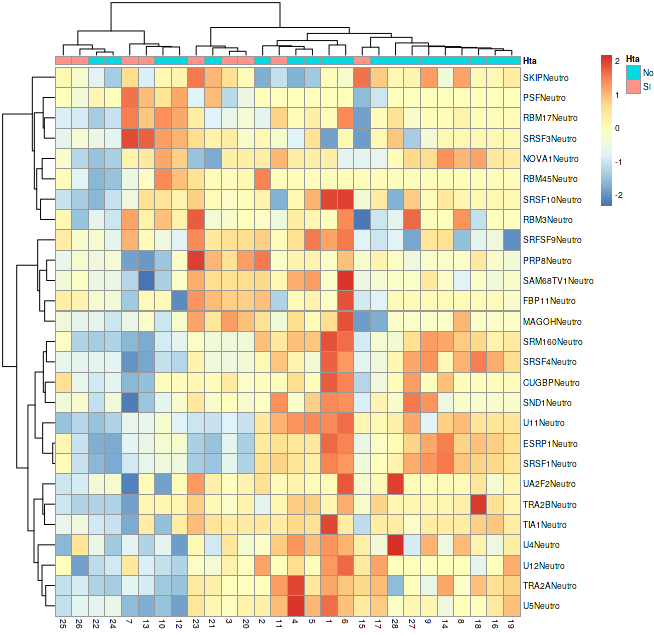 Hta
SKIPNeutro
PSFNeutro
RBM17Neutro
SRSF3Neutro
NOVA1Neutro
RBM45Neutro
SRSF10Neutro
RBM3Neutro
SRFSF9Neutro
PRP8Neutro
SAM68TV1Neutro
FBP11Neutro
MAGOHNeutro
SRM160Neutro
SRSF4Neutro
CUGBPNeutro
SND1Neutro
U11Neutro
ESRP1Neutro
SRSF1Neutro
UA2F2Neutro
TRA2BNeutro
TIA1Neutro
U4Neutro
U12Neutro
TRA2ANeutro
U5Neutro
25 26 22 24 7 13 10 12 23 21 3 20 2 11 4 5 1 6 15 17 28 27 9 14 8 18 16 19
2
1
0
-1
-2
Hta
No
SI